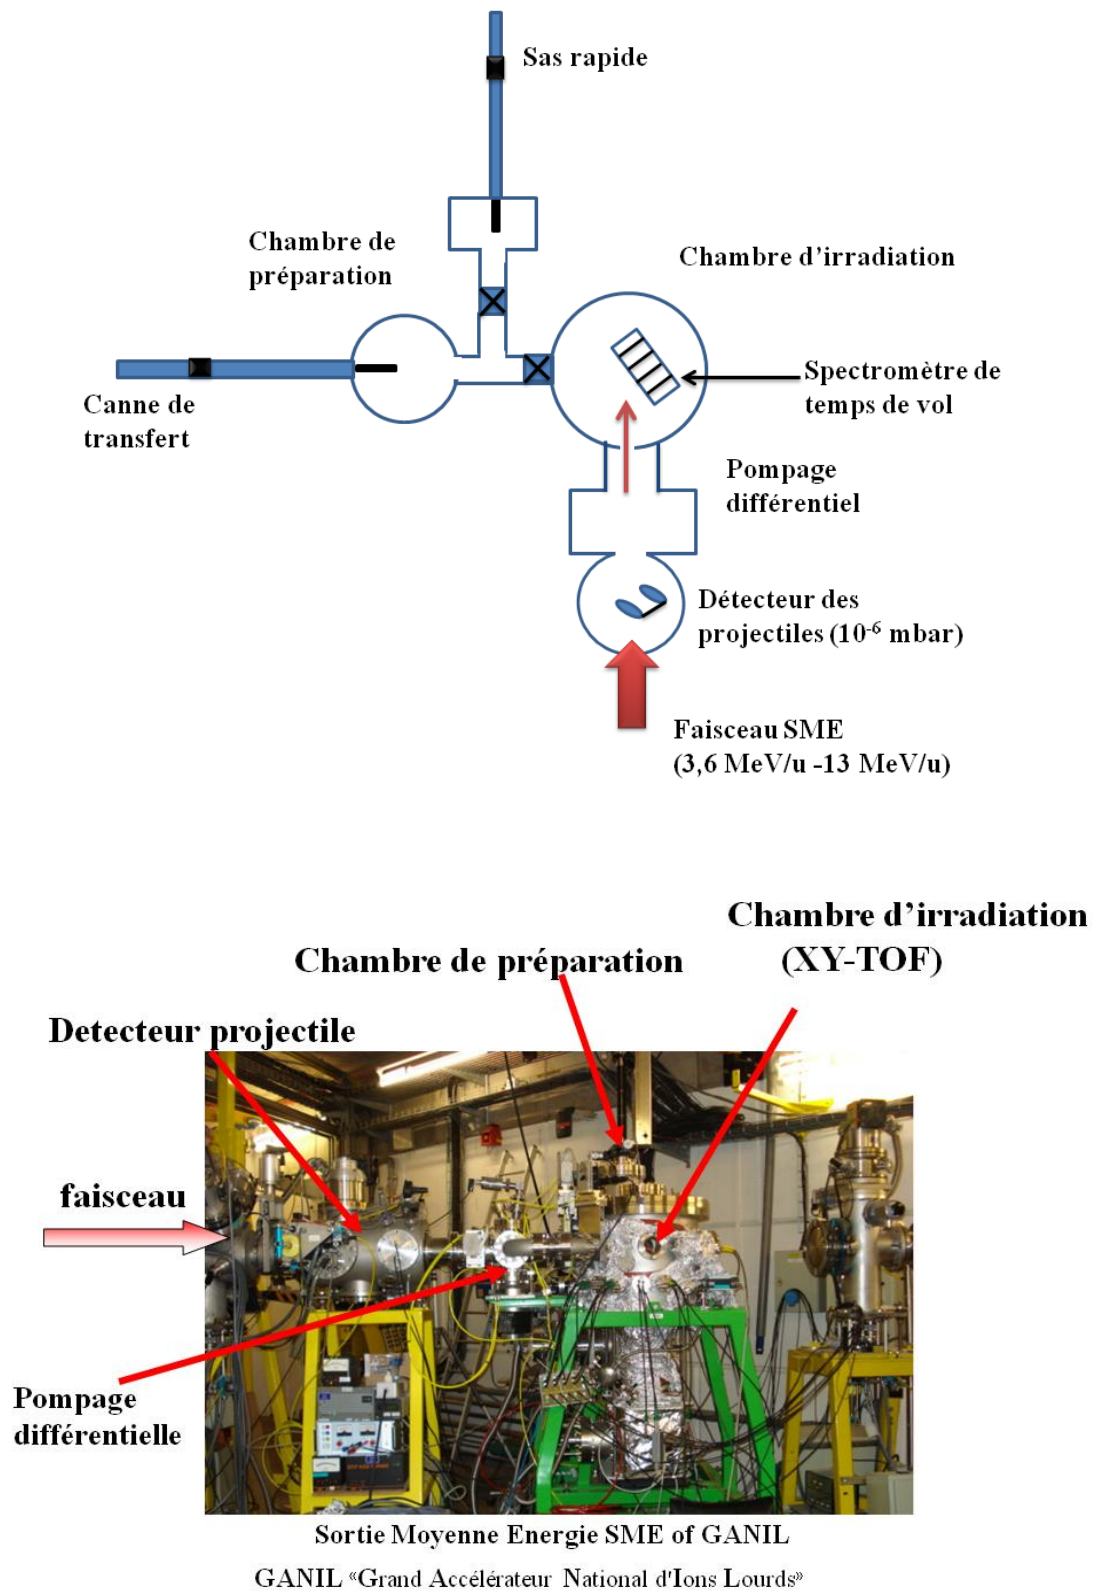 Sas rapide
Chambre de
préparation
Chambre d’irradiation
Spectromètre de
temps de vol
Canne de
transfert
Pompage
différentiel
Détecteur des
projectiles (10⁻⁶ mbar)
Faisceau SME
(3,6 MeV/u -13 MeV/u)
Chambre d’irradiation
(XY-TOF)
Chambre de préparation
Detecteur projectile
faisceau
Pompage
différentielle
Sortie Moyenne Energie SME of GANIL
GANIL «Grand Accélérateur National d'Ions Lourds»